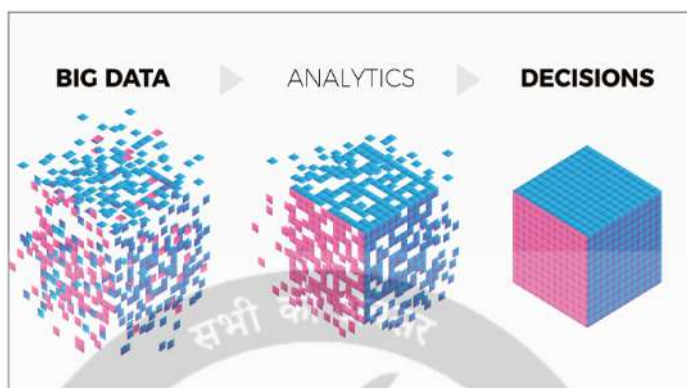 BIG DATA ANALYTICS DECISIONS
सभी